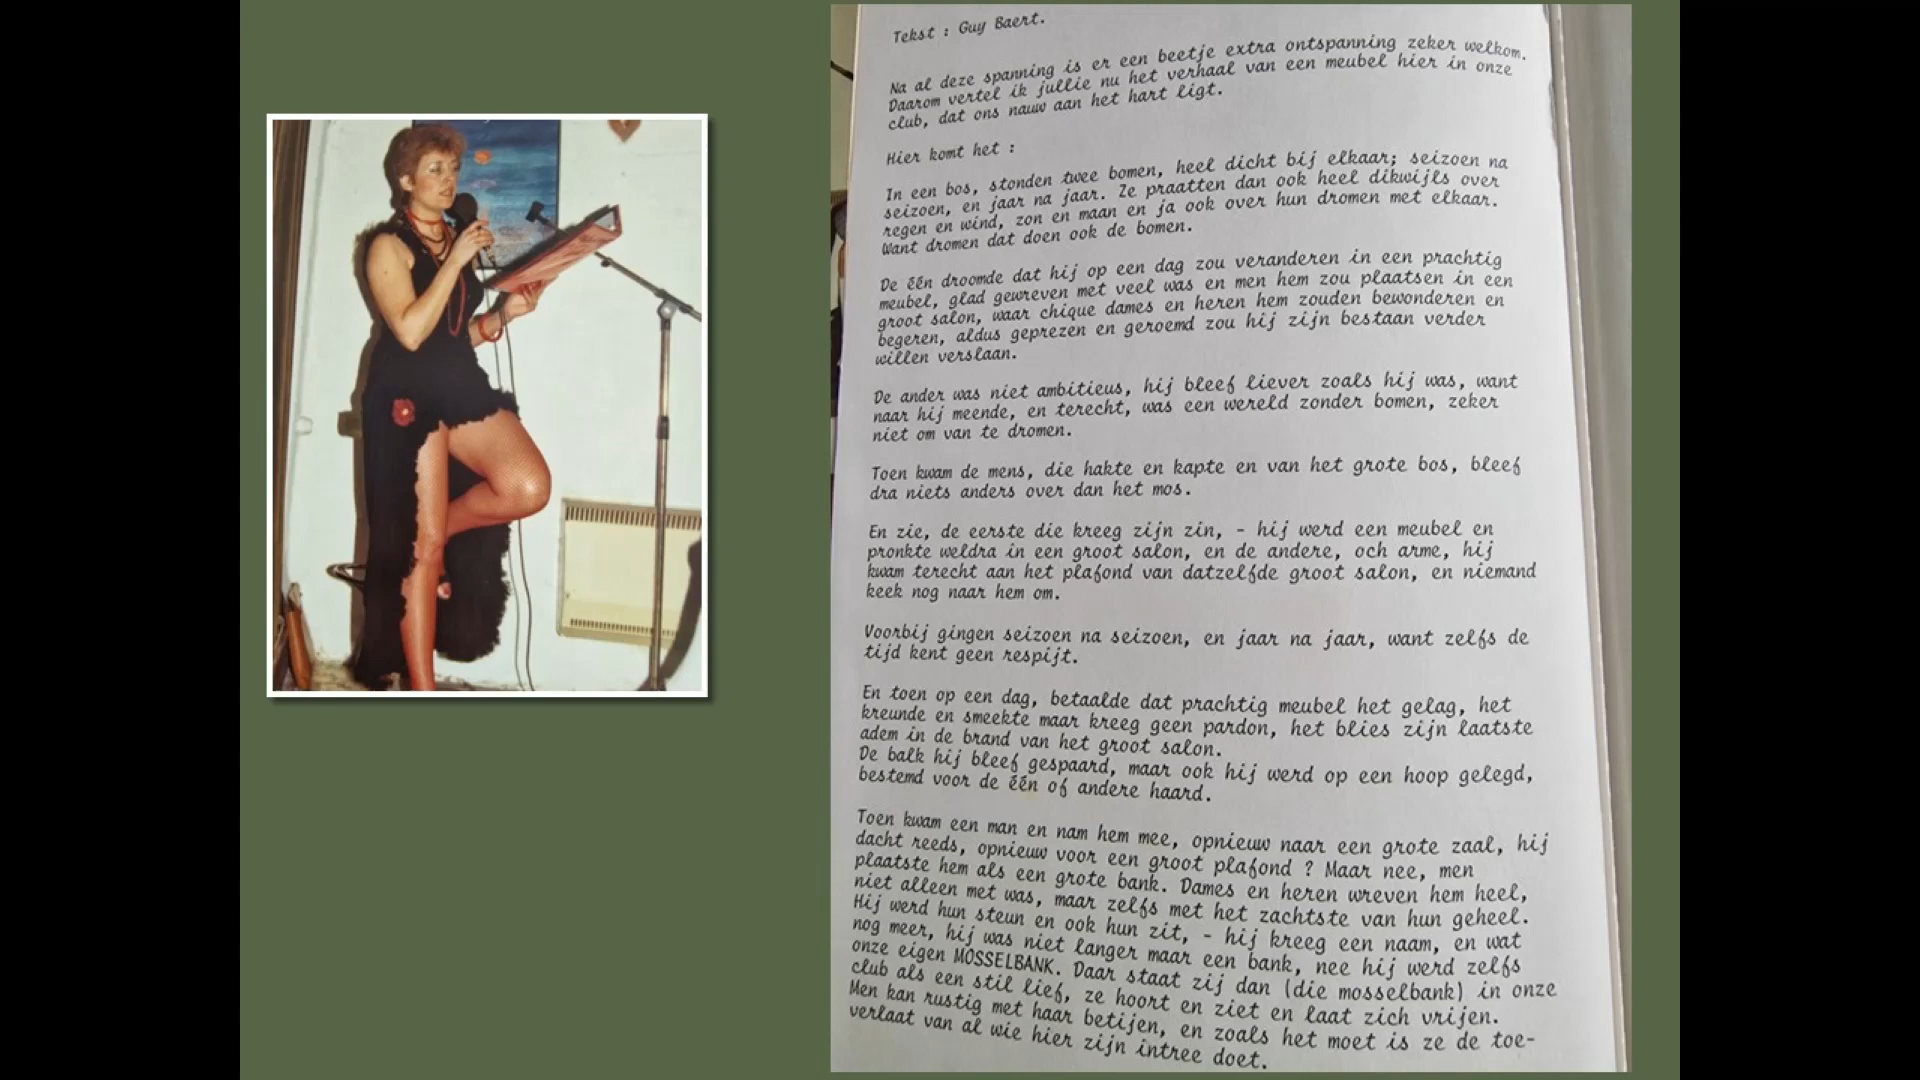 Tekst : Guy Baert.
Na al deze spanning is er een beetje extra ontspanning zeker welkom.
Daarom vertel ik jullie nu het verhaal van een meubel hier in onze
club, dat ons nauw aan het hart ligt.
Hier komt het :
In een bos, stonden twee bomen, heel dicht bij elkaar; seizoen na
seizoen, en jaar na jaar. Ze praatten dan ook heel dikwijls over
regen en wind, zon en maan en ja ook over hun dromen met elkaar.
Want dromen dat doen ook de bomen.
De één droomde dat hij op een dag zou veranderen in een prachtig
meubel, glad gewreven met veel was en men hem zou plaatsen in een
groot salon, waar chique dames en heren hem zouden bewonderen en
begeren, aldus geprezen en geroemd zou hij zijn bestaan verder
willen verslaan.
De ander was niet ambitieus, hij bleef liever zoals hij was, want
naar hij meende, en terecht, was een wereld zonder bomen, zeker
niet om van te dromen.
Toen kwam de mens, die hakte en kapte en van het grote bos, bleef
dra niets anders over dan het mos.
En zie, de eerste die kreeg zijn zin, - hij werd een meubel en
pronkte weldra in een groot salon, en de andere, och arme, hij
kwam terecht aan het plafond van datzelfde groot salon, en niemand
keek nog naar hem om.
Voorbij gingen seizoen na seizoen, en jaar na jaar, want zelfs de
tijd kent geen respijt.
En toen op een dag, betaalde dat prachtig meubel het gelag, het
kreunde en smeekte maar kreeg geen pardon, het blies zijn laatste
adem in de brand van het groot salon.
De balk hij bleef gespaard, maar ook hij werd op een hoop gelegd,
bestemd voor de één of andere haard.
Toen kwam een man en nam hem mee, opnieuw naar een grote zaal, hij
dacht reeds, opnieuw voor een groot plafond ? Maar nee, men
plaatste hem als een grote bank. Dames en heren wreven hem heel,
niet alleen met was, maar zelfs met het zachtste van hun geheel.
Hij werd hun steun en ook hun zit, - hij kreeg een naam, en wat
nog meer, hij was niet langer maar een bank, nee hij werd zelfs
onze eigen MOSSELBANK. Daar staat zij dan (die mosselbank) in onze
club als een stil lief, ze hoort en ziet en laat zich vrijen.
Men kan rustig met haar betijen, en zoals het moet is ze de toe-
verlaat van al wie hier zijn intree doet.